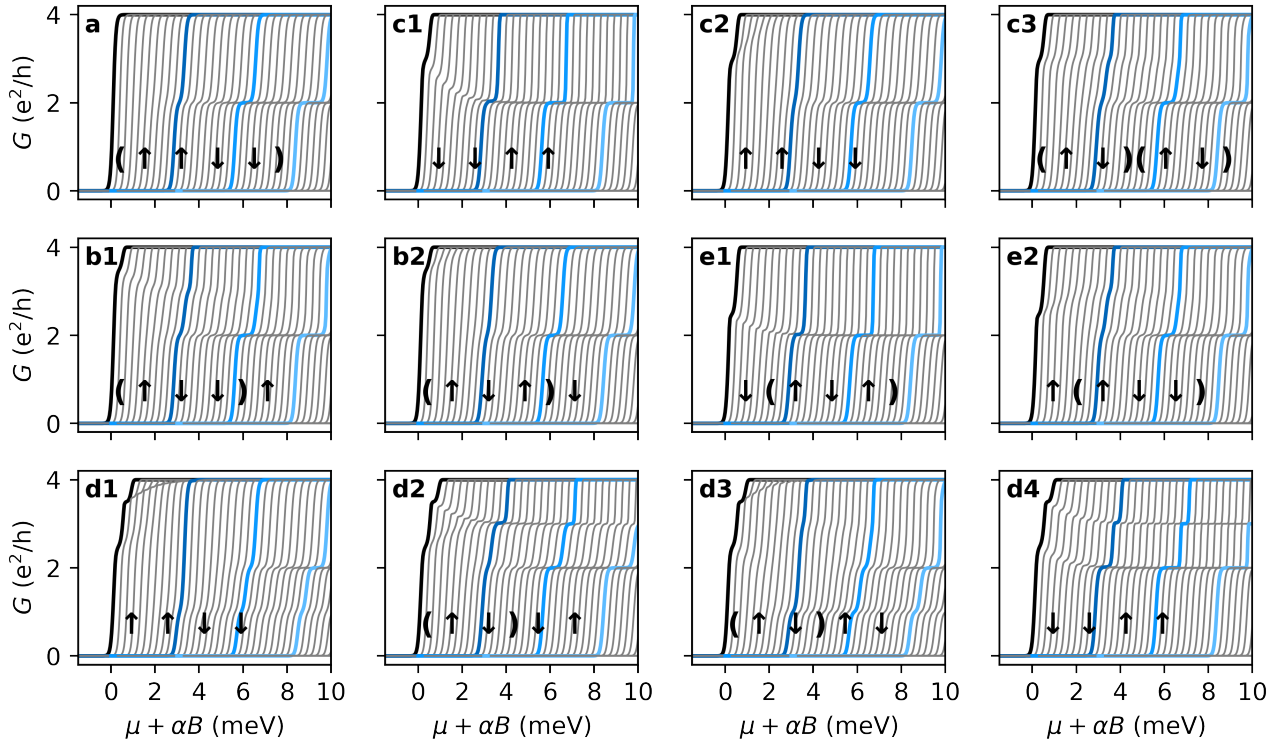 a c1 c2 c3
4
2
0
G (e²/h)
( ↑ ↑ ↓ ↓ )
↓ ↓ ↑ ↑
↑ ↑ ↓ ↓
( ↑ ↓ )( ↑ ↓ )
b1 b2 e1 e2
4
2
0
G (e²/h)
( ↑ ↓ ↓ ) ↑
( ↑ ↓ ↑ ) ↓
↓ ( ↑ ↓ ↑ )
↑ ( ↑ ↓ ↓ )
d1 d2 d3 d4
4
2
0
G (e²/h)
↑ ↑ ↓ ↓
( ↑ ↓ ) ↓ ↑
( ↑ ↓ ) ↑ ↓
↓ ↓ ↑ ↑
0 2 4 6 8 10
0 2 4 6 8 10
0 2 4 6 8 10
0 2 4 6 8 10
μ + αB (meV)
μ + αB (meV)
μ + αB (meV)
μ + αB (meV)